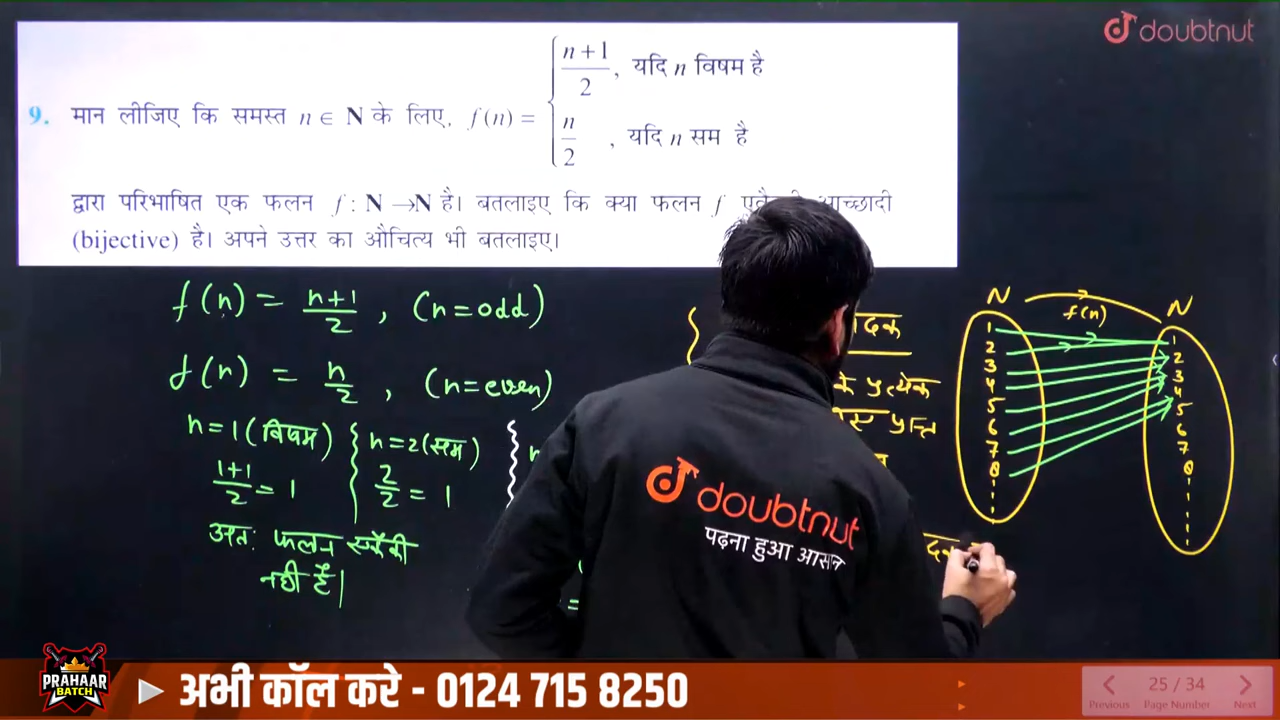 doubtnut
9. मान लीजिए कि समस्त n ∈ N के लिए, f(n) = { n+1/2, यदि n विषम है
n/2 , यदि n सम है
द्वारा परिभाषित एक फलन f : N →N है। बतलाइए कि क्या फलन f आच्छादी
(bijective) है। अपने उत्तर का औचित्य भी बतलाइए।
f(n) = n+1/2 , (n=odd)
f(n) = n/2 , (n=even)
n=1(विषम)
1+1/2 = 1
n=2(सम)
2/2 = 1
अतः फलन एकैकी
नहीं है|
के प्रत्येक
N
f(n)
N
1
2
3
4
5
6
7
8
1
2
3
4
5
6
7
8
doubtnut
पढ़ना हुआ आसान
PRAHAAR
BATCH
अभी कॉल करे - 0124 715 8250
25 / 34
Previous Page Number Next